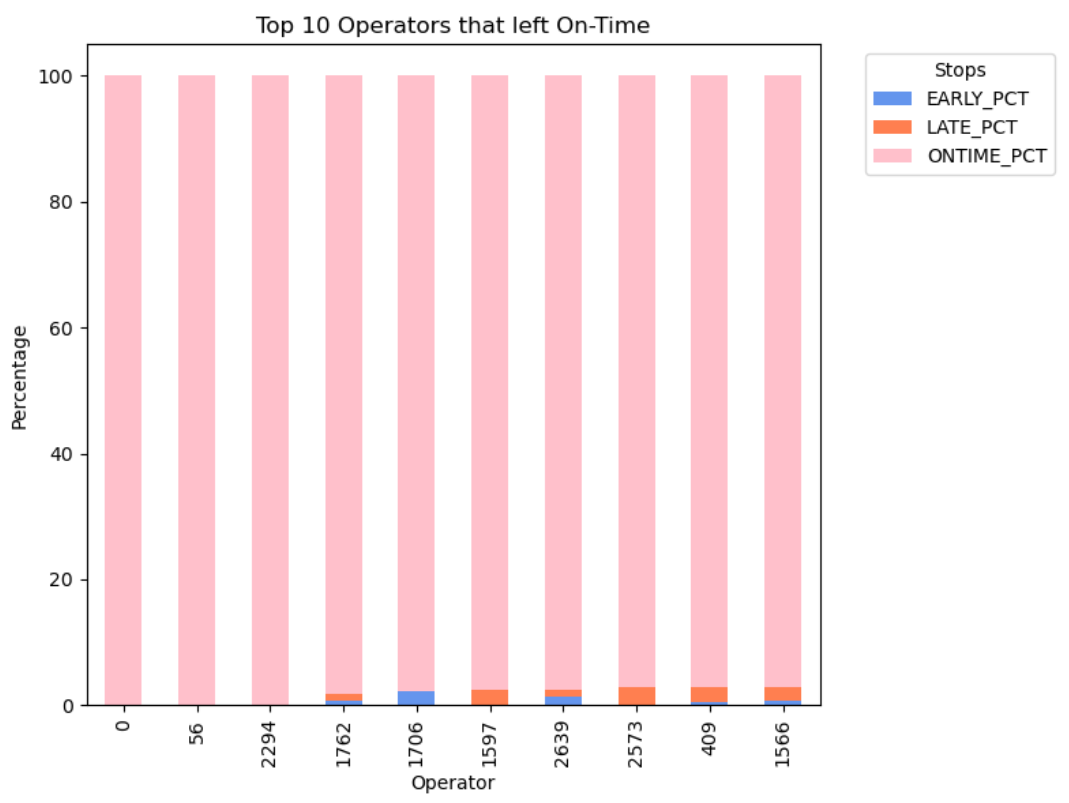 Top 10 Operators that left On-Time
Stops
EARLY_PCT
LATE_PCT
ONTIME_PCT
Percentage
100
80
60
40
20
0
0
56
2294
1762
1706
1597
2639
2573
409
1566
Operator